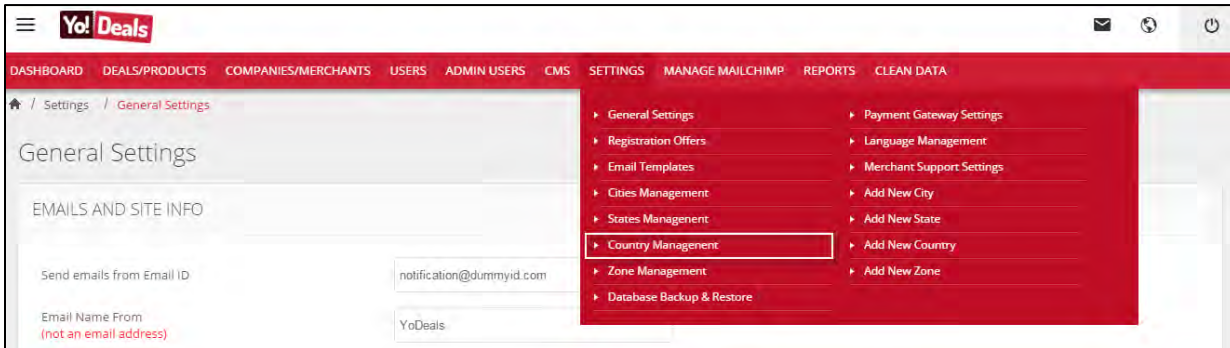 Yo! Deals
DASHBOARD DEALS/PRODUCTS COMPANIES/MERCHANTS USERS ADMIN USERS CMS SETTINGS MANAGE MAILCHIMP REPORTS CLEAN DATA
/ Settings / General Settings
General Settings
EMAILS AND SITE INFO
Send emails from Email ID
notification@dummyid.com
Email Name From
(not an email address)
YoDeals
General Settings
Registration Offers
Email Templates
Cities Management
States Management
Country Management
Zone Management
Database Backup & Restore
Payment Gateway Settings
Language Management
Merchant Support Settings
Add New City
Add New State
Add New Country
Add New Zone